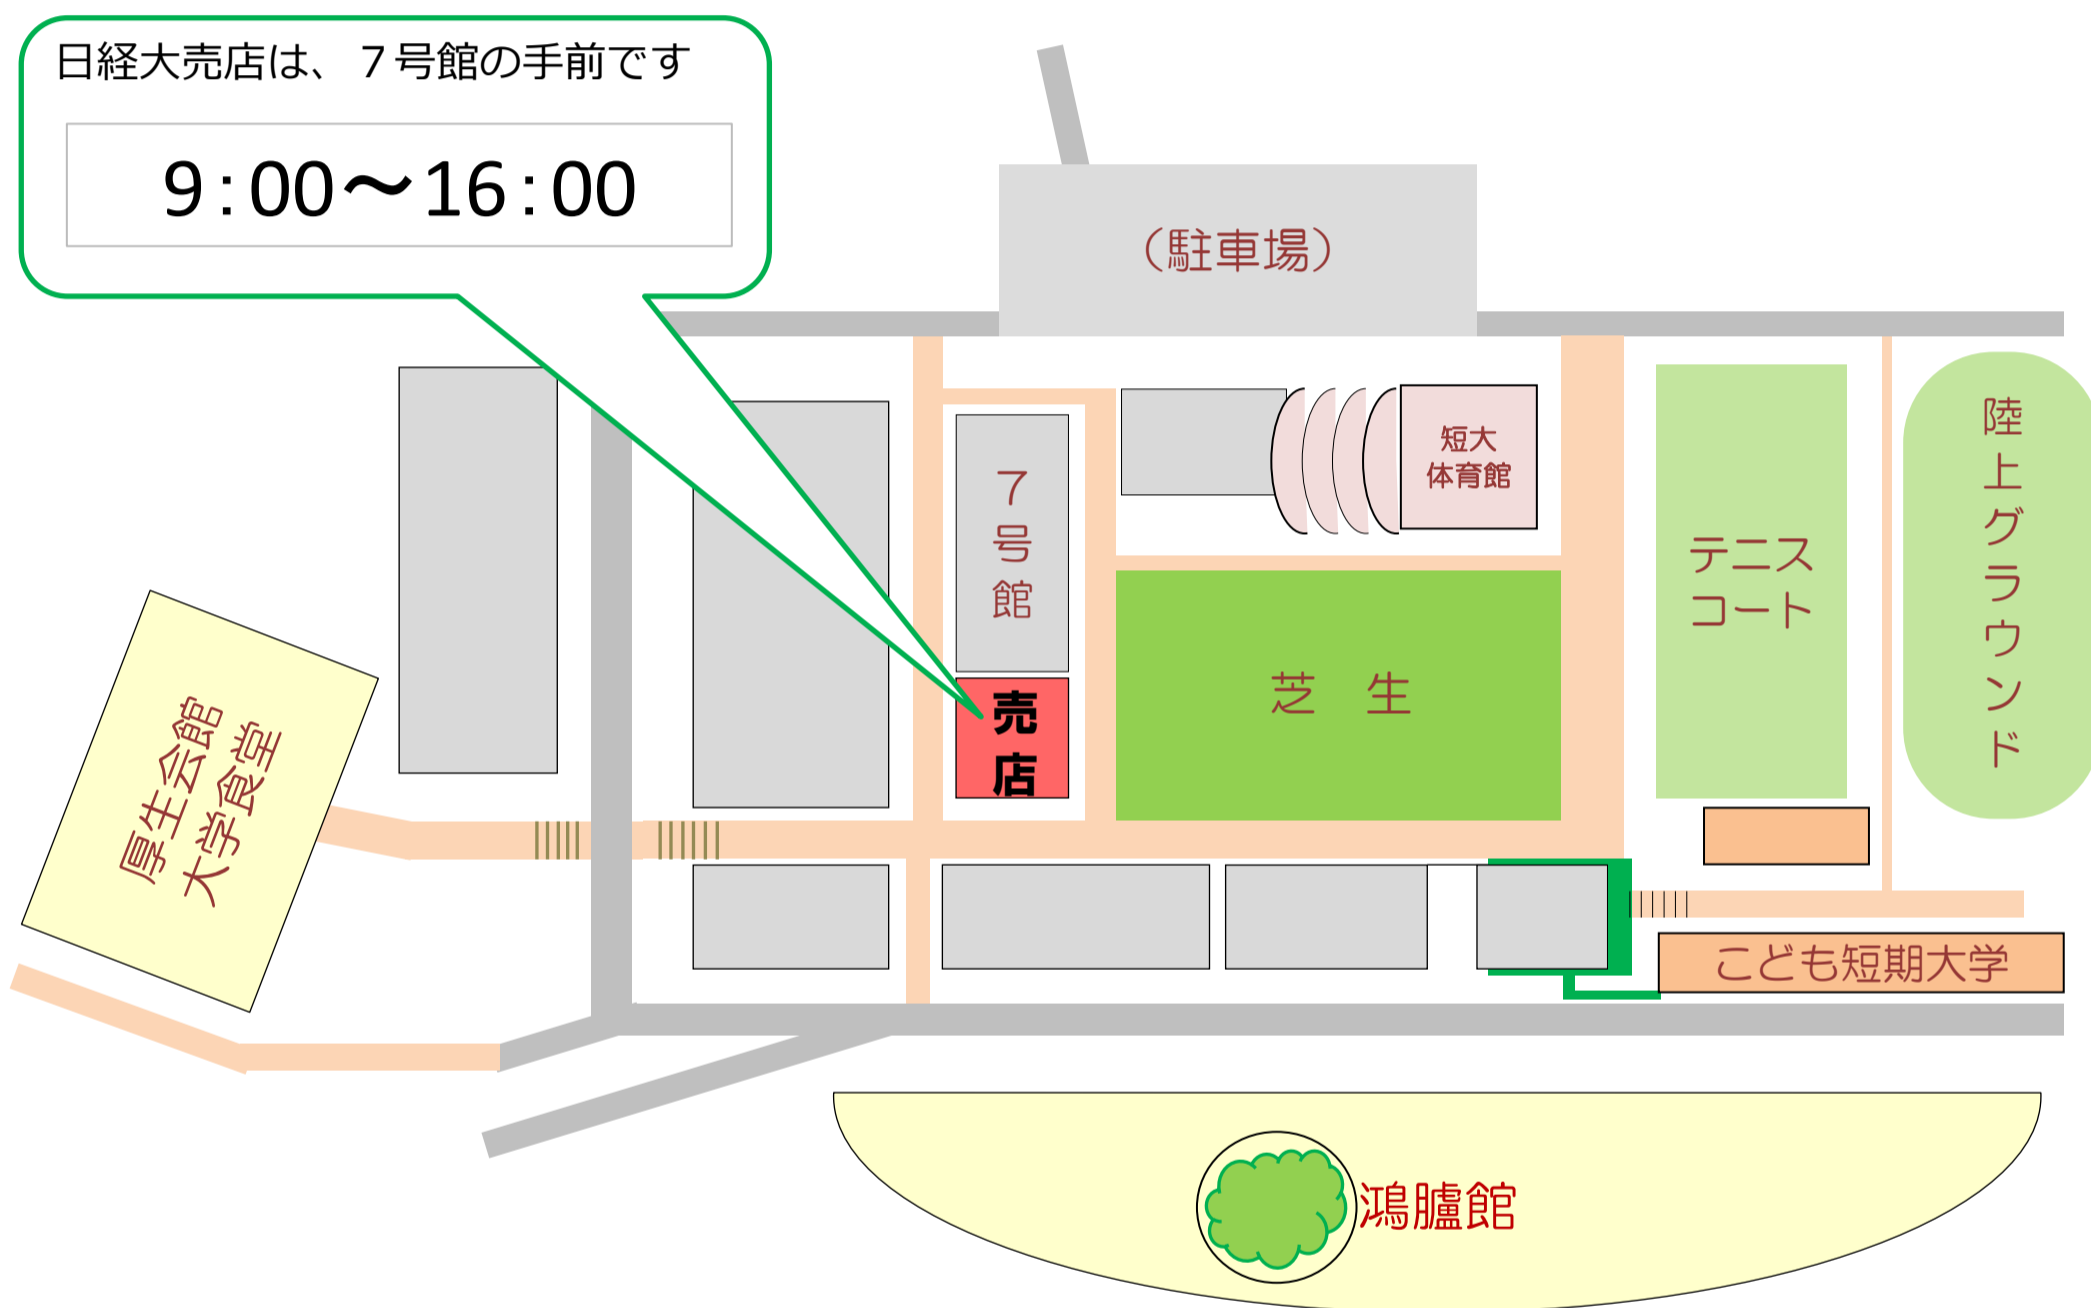 日経大売店は、７号館の手前です
9:00～16:00
（駐車場）
７号館
売店
短大
体育館
芝　生
テニス
コート
陸上グラウンド
厚生会館
大学食堂
こども短期大学
鴻臚館